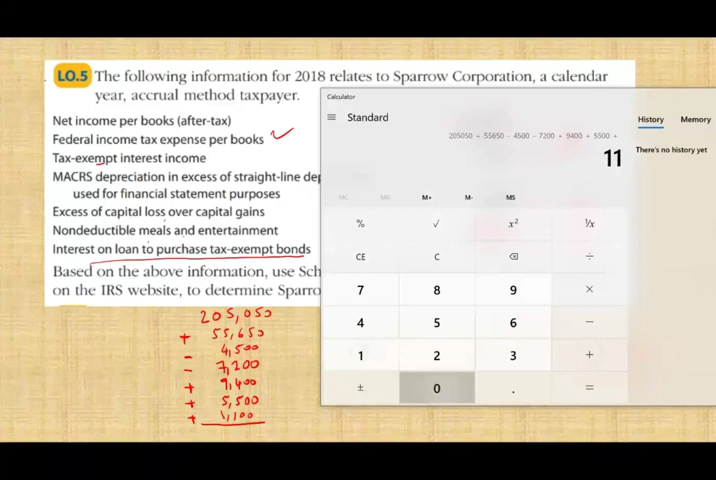 LO.5 The following information for 2018 relates to Sparrow Corporation, a calendar
year, accrual method taxpayer.
Net income per books (after-tax)
Federal income tax expense per books
Tax-exempt interest income
MACRS depreciation in excess of straight-line
used for financial statement purposes
Excess of capital loss over capital gains
Nondeductible meals and entertainment
Interest on loan to purchase tax-exempt bonds
Based on the above information, use
on the IRS website, to determine
205,050
+ 55,650
- 4,500
- 7,200
+ 9,400
+ 5,500
+ 1,100
Calculator
Standard
205050 + 55650 - 4500 - 7200 + 9400 + 5500 +
11
MC MR M+ M- MS
% √ x² ¹/x
CE C ⌫ ÷
7 8 9 ×
4 5 6 −
1 2 3 +
± 0 . =
History Memory
There's no history yet